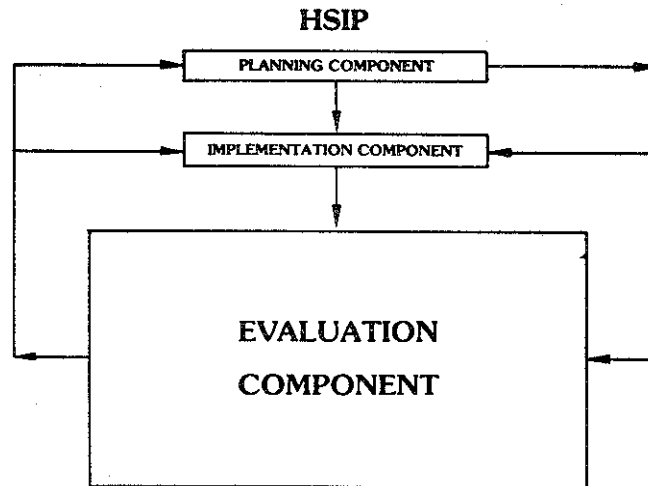 HSIP
PLANNING COMPONENT
IMPLEMENTATION COMPONENT
EVALUATION
COMPONENT